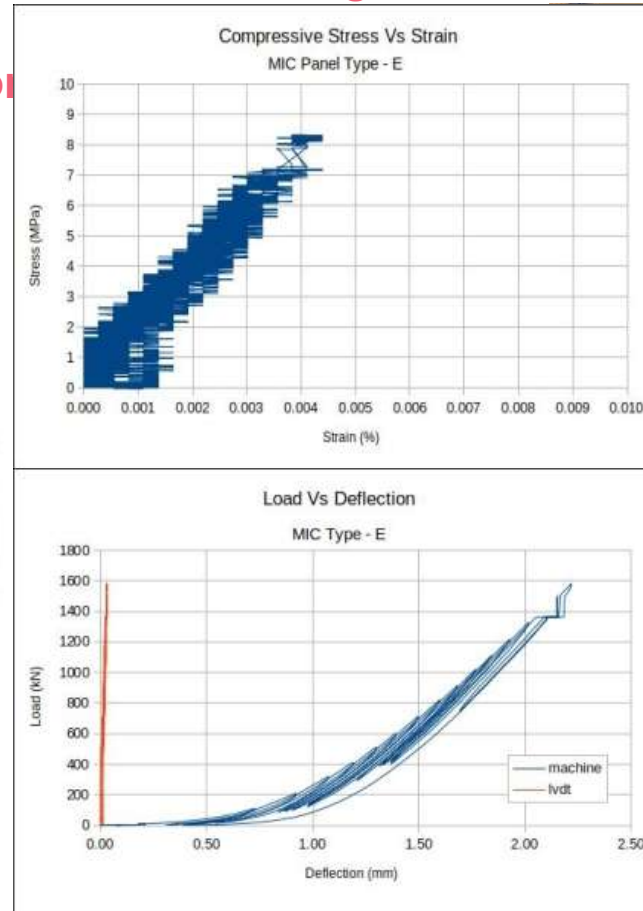 Compressive Stress Vs Strain
MIC Panel Type - E
10
9
8
7
6
5
4
3
2
1
0
Stress (MPa)
0.000 0.001 0.002 0.003 0.004 0.005 0.006 0.007 0.008 0.009 0.010
Strain (%)
Load Vs Deflection
MIC Type - E
1800
1600
1400
1200
1000
800
600
400
200
0
Load (kN)
machine
lvdt
0.00 0.50 1.00 1.50 2.00 2.50
Deflection (mm)